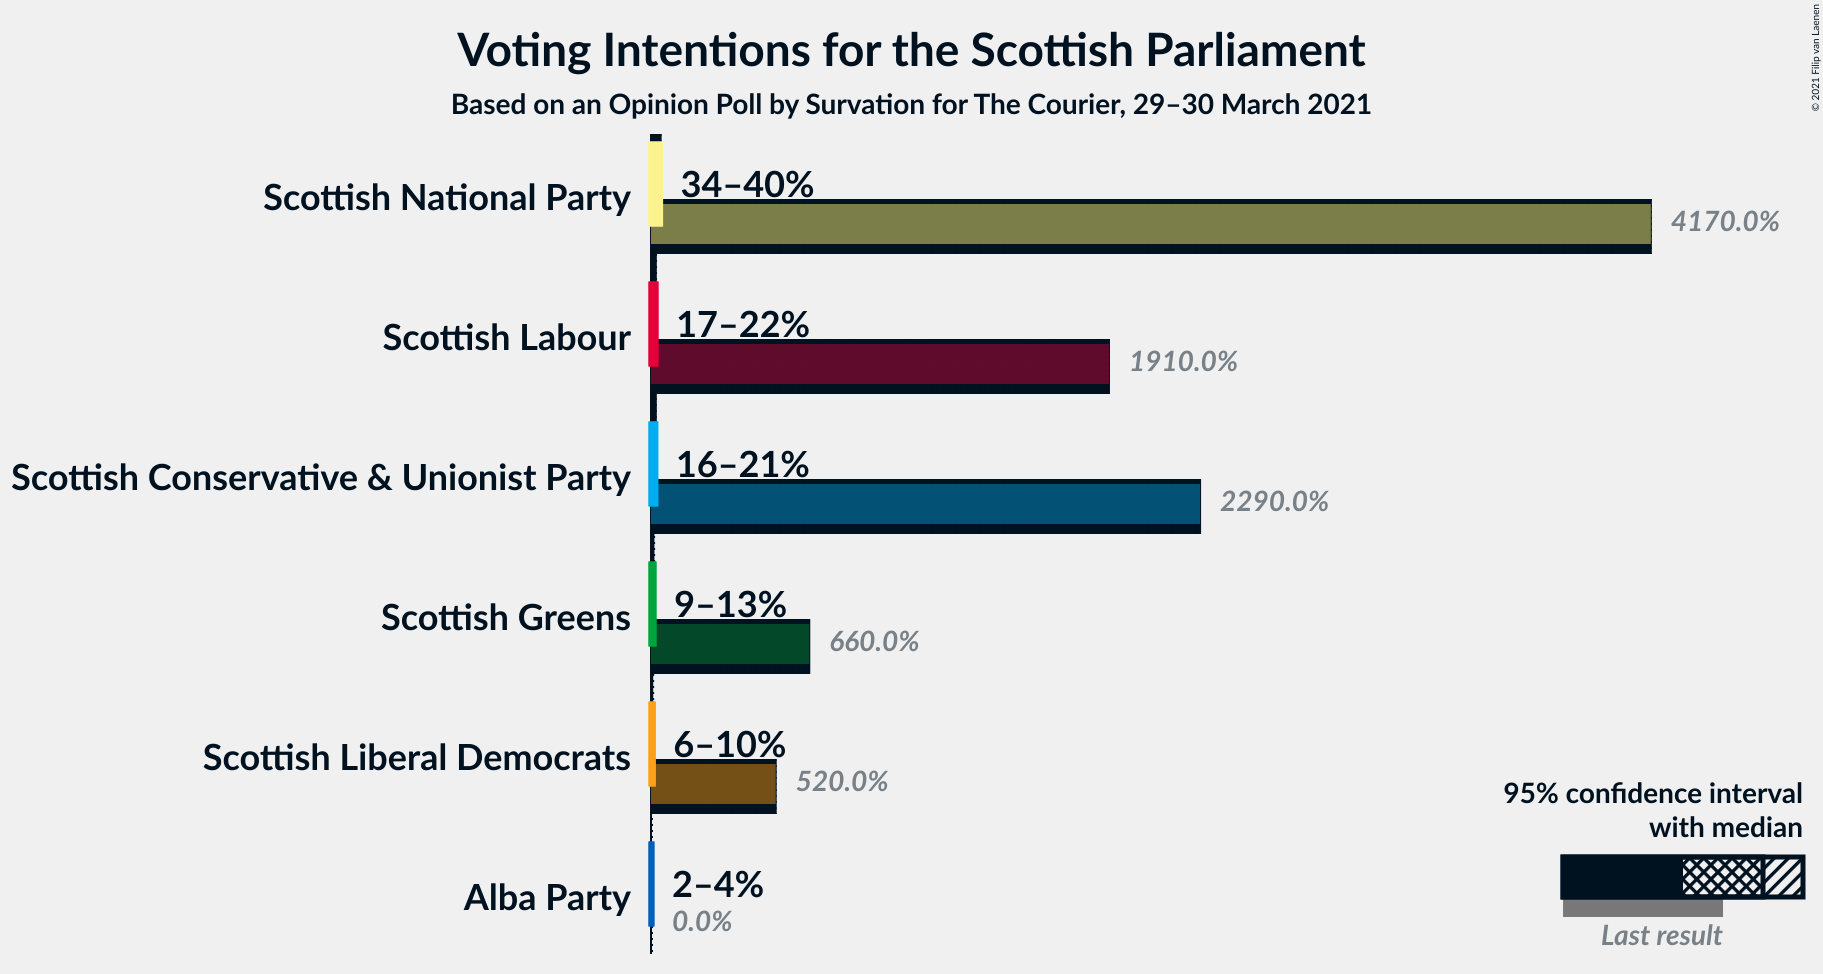 Voting Intentions for the Scottish Parliament
Based on an Opinion Poll by Survation for The Courier, 29–30 March 2021
© 2021 Filip van Laenen
Scottish National Party
34–40%
4170.0%
Scottish Labour
17–22%
1910.0%
Scottish Conservative & Unionist Party
16–21%
2290.0%
Scottish Greens
9–13%
660.0%
Scottish Liberal Democrats
6–10%
520.0%
Alba Party
2–4%
0.0%
95% confidence interval
with median
Last result